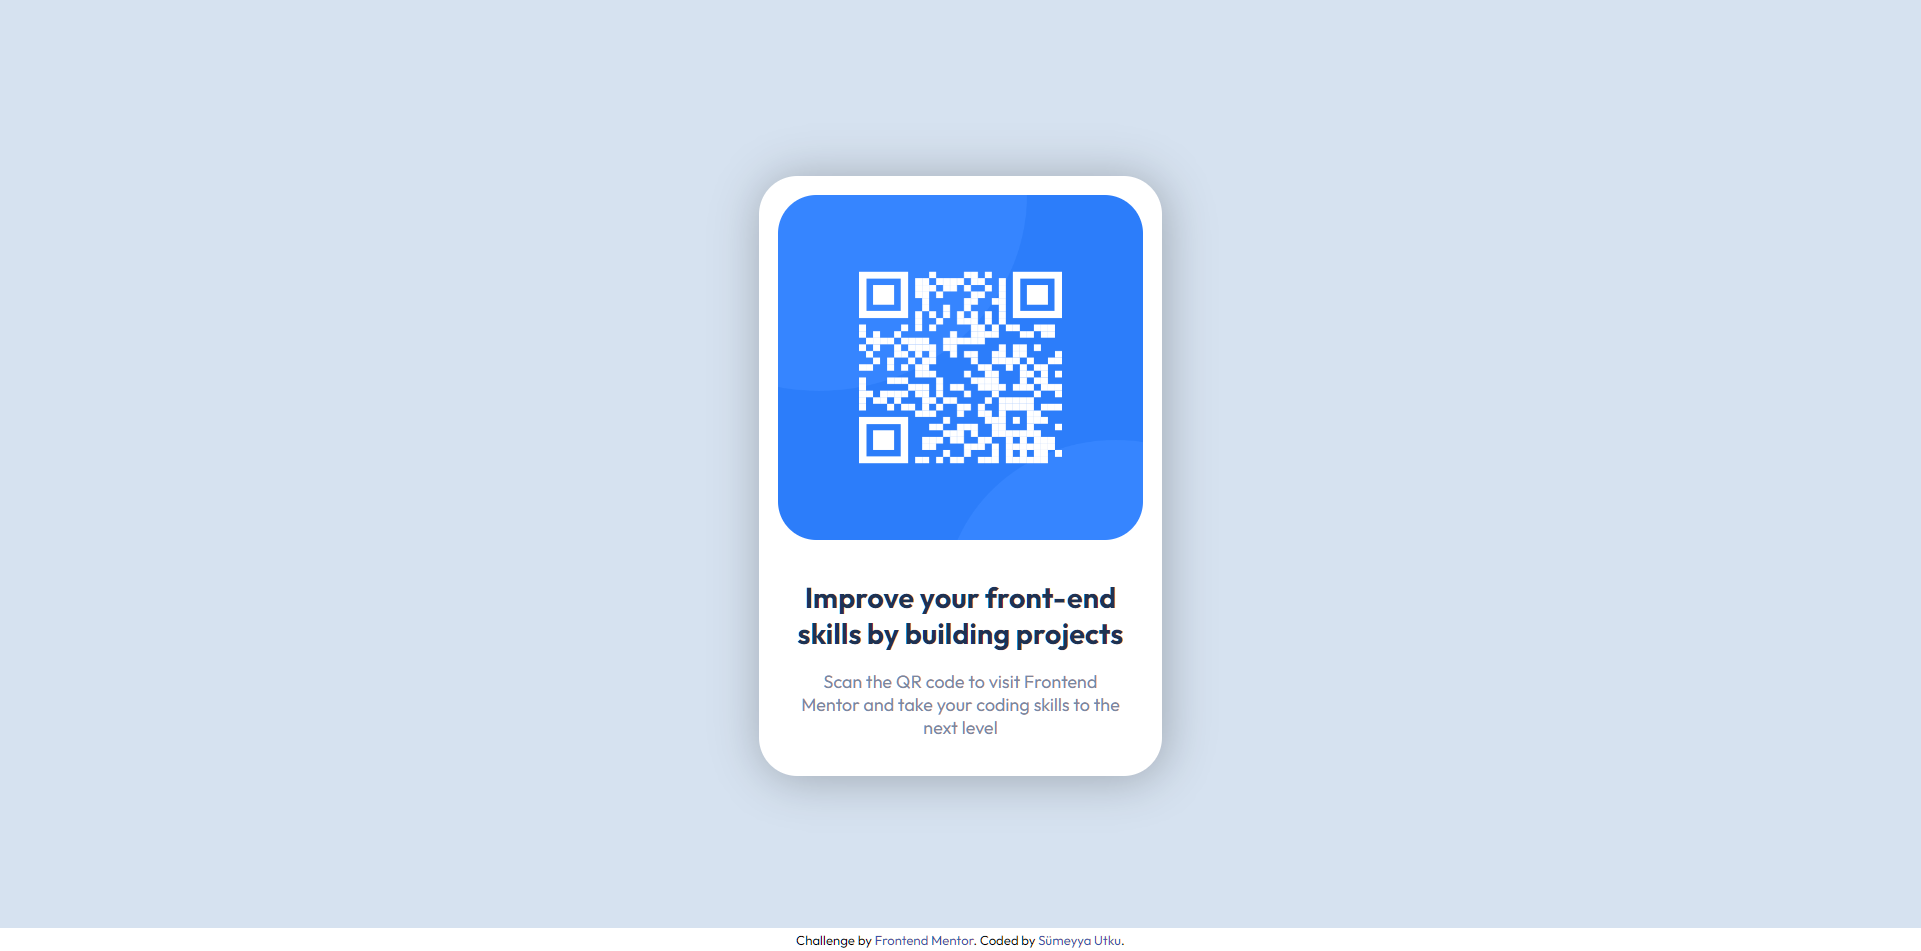 Improve your front-end
skills by building projects
Scan the QR code to visit Frontend
Mentor and take your coding skills to the
next level
Challenge by Frontend Mentor. Coded by Sümeyya Utku.